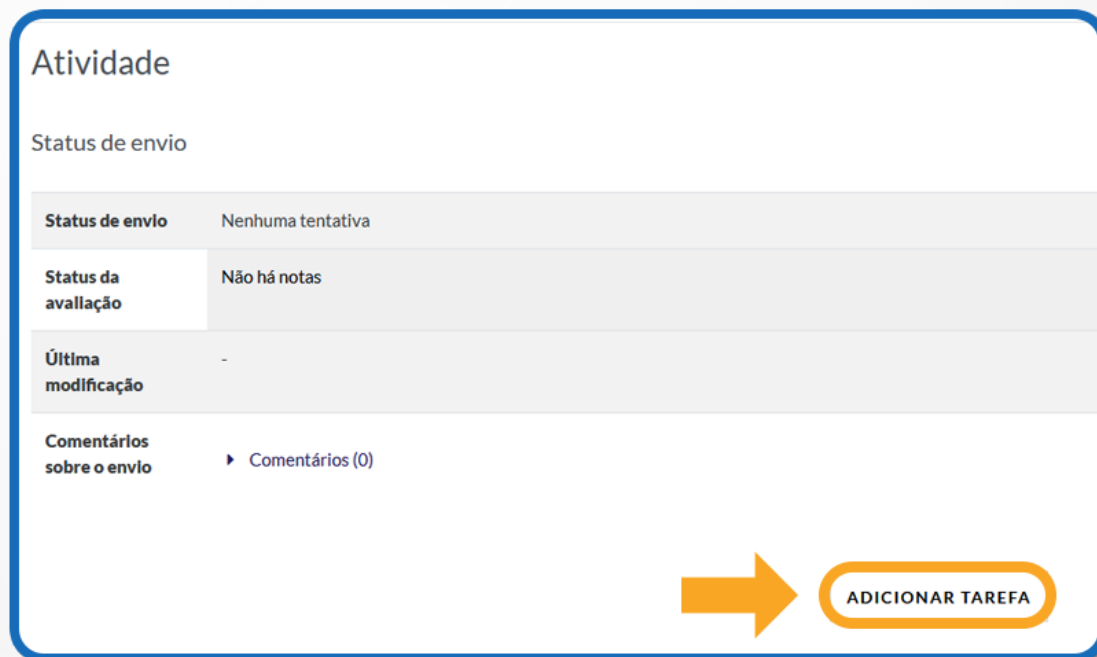 Atividade
Status de envio
Status de envio Nenhuma tentativa
Status da Não há notas
avaliação
Última -
modificação
Comentários
sobre o envio Comentários (0)
ADICIONAR TAREFA